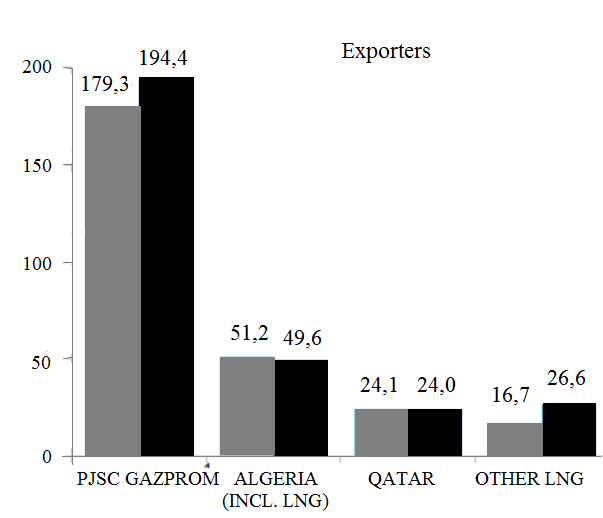 Exporters
200
194,4
179,3
150
100
51,2
49,6
50
24,1
24,0
16,7
26,6
0
PJSC GAZPROM
ALGERIA
(INCL. LNG)
QATAR
OTHER LNG